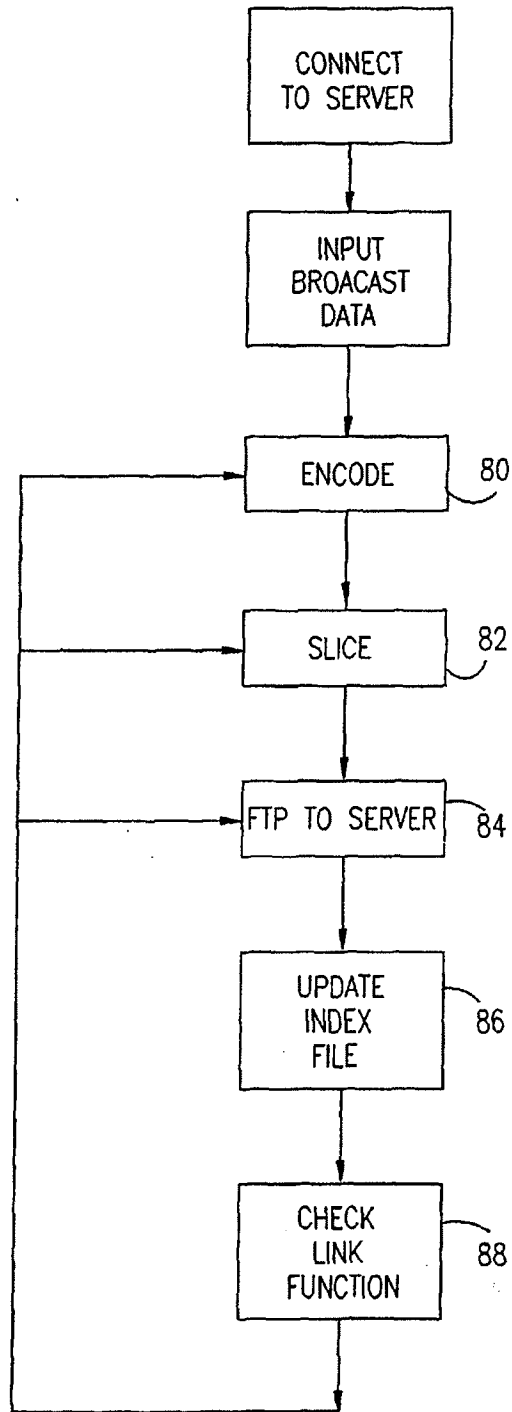 CONNECT
TO SERVER
INPUT
BROACAST
DATA
ENCODE
80
SLICE
82
FTP TO SERVER
84
UPDATE
INDEX
FILE
86
CHECK
LINK
FUNCTION
88